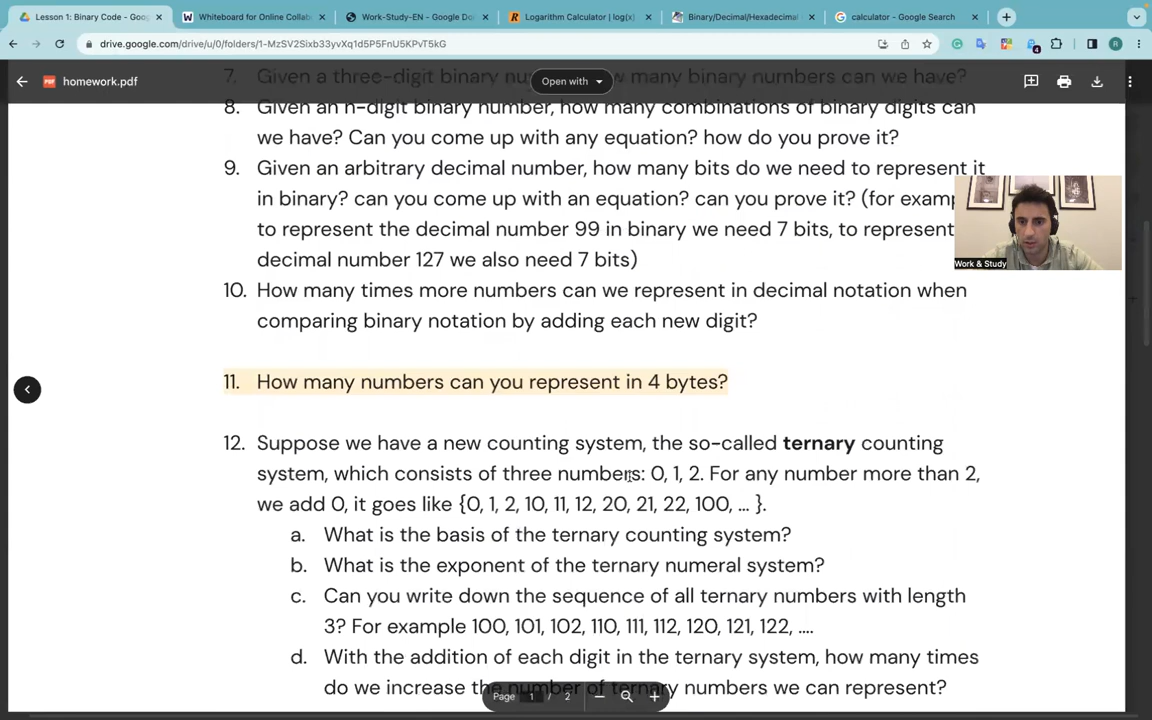 Lesson 1: Binary Code - Goo
Whiteboard for Online Collab
Work-Study-EN - Google Do
Logarithm Calculator | log(x)
Binary/Decimal/Hexadecimal
calculator - Google Search
drive.google.com/drive/u/0/folders/1-MzSV2Sixb33yvXq1d5P5FnU5KPvT5kG
homework.pdf
Open with
7. Given a three-digit binary nu w many binary numbers can we have?
8. Given an n-digit binary number, how many combinations of binary digits can
we have? Can you come up with any equation? how do you prove it?
9. Given an arbitrary decimal number, how many bits do we need to represent it
in binary? can you come up with an equation? can you prove it? (for examp
to represent the decimal number 99 in binary we need 7 bits, to represent
decimal number 127 we also need 7 bits)
Work & Study
10. How many times more numbers can we represent in decimal notation when
comparing binary notation by adding each new digit?
11. How many numbers can you represent in 4 bytes?
12. Suppose we have a new counting system, the so-called ternary counting
system, which consists of three numbers: 0, 1, 2. For any number more than 2,
we add 0, it goes like {0, 1, 2, 10, 11, 12, 20, 21, 22, 100, ... }.
a. What is the basis of the ternary counting system?
b. What is the exponent of the ternary numeral system?
c. Can you write down the sequence of all ternary numbers with length
3? For example 100, 101, 102, 110, 111, 112, 120, 121, 122, ....
d. With the addition of each digit in the ternary system, how many times
do we increase the number of ternary numbers we can represent?
Page 1 / 2